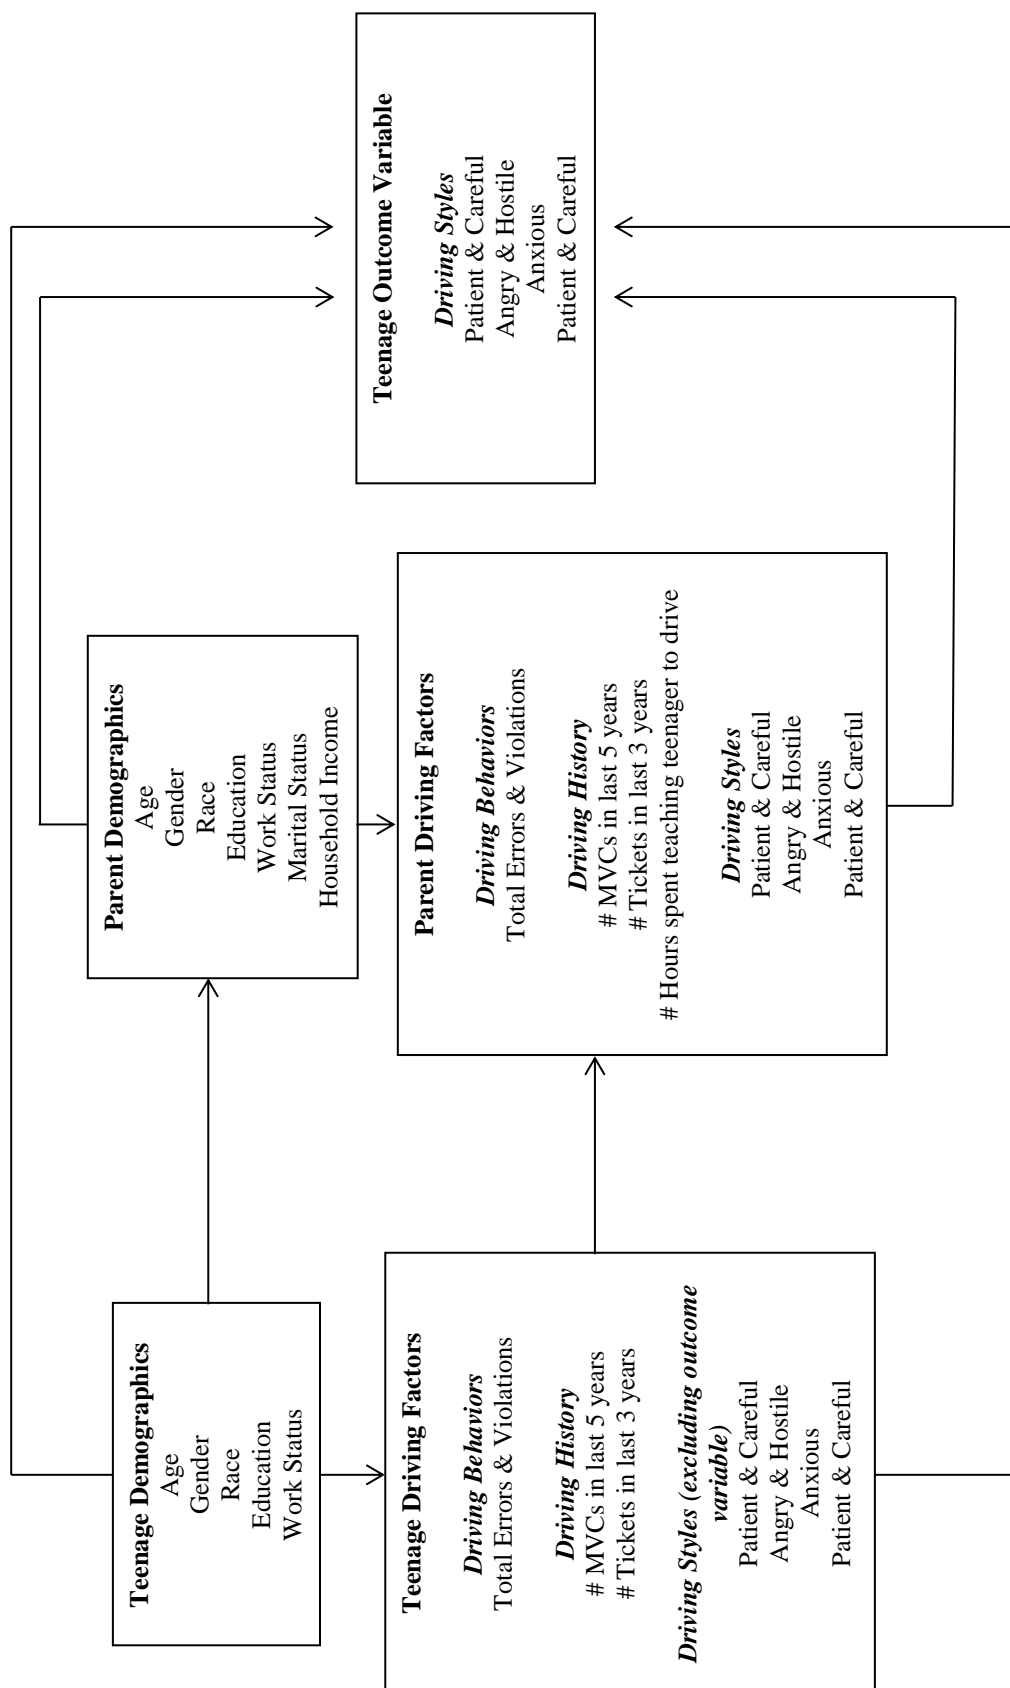 Teenage Demographics
Age
Gender
Race
Education
Work Status
Teenage Driving Factors
Driving Behaviors
Total Errors & Violations
Driving History
# MVCs in last 5 years
# Tickets in last 3 years
Driving Styles (excluding outcome
variable)
Patient & Careful
Angry & Hostile
Anxious
Patient & Careful
Parent Demographics
Age
Gender
Race
Education
Work Status
Marital Status
Household Income
Parent Driving Factors
Driving Behaviors
Total Errors & Violations
Driving History
# MVCs in last 5 years
# Tickets in last 3 years
# Hours spent teaching teenager to drive
Driving Styles
Patient & Careful
Angry & Hostile
Anxious
Patient & Careful
Teenage Outcome Variable
Driving Styles
Patient & Careful
Angry & Hostile
Anxious
Patient & Careful